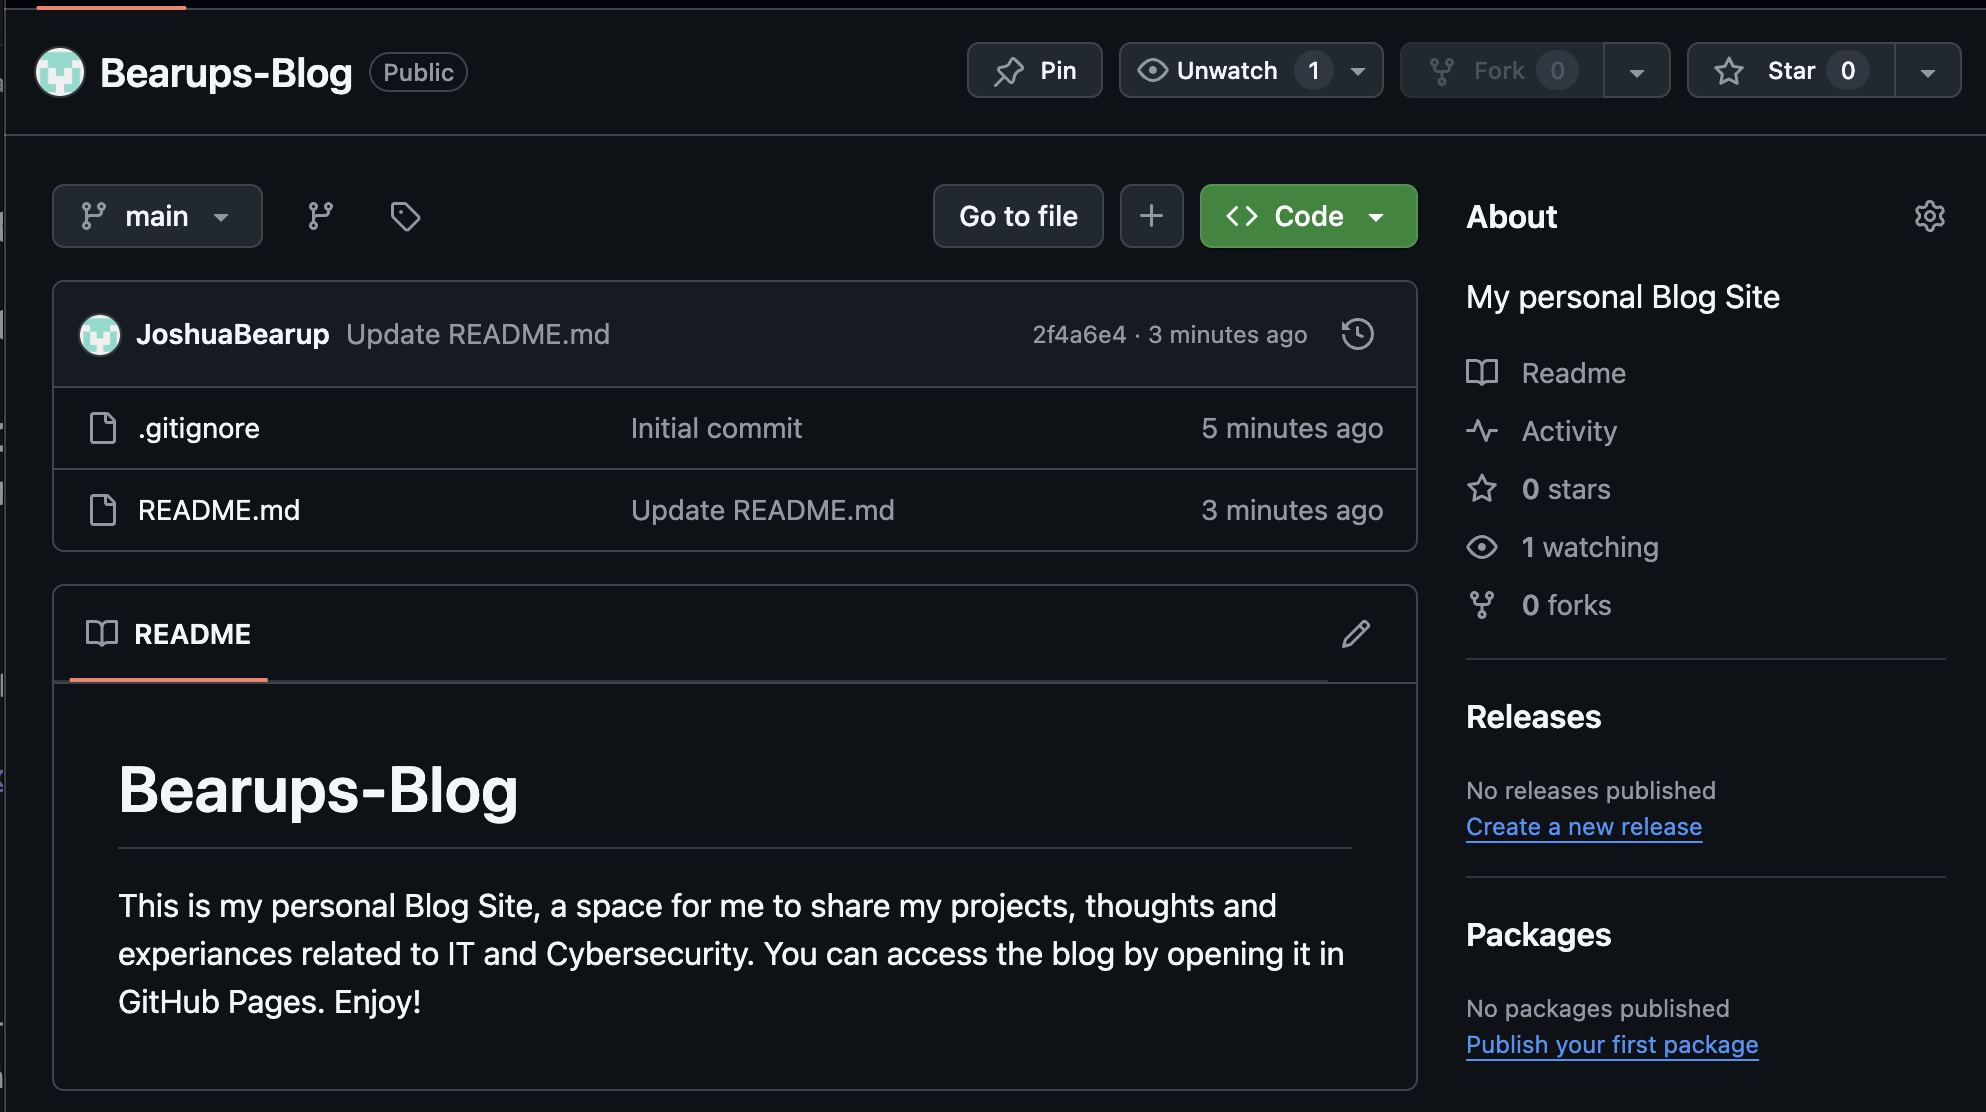 Bearups-Blog Public
Pin
Unwatch 1
Fork 0
Star 0
main
Go to file
Code
JoshuaBearup Update README.md 2f4a6e4 · 3 minutes ago
.gitignore Initial commit 5 minutes ago
README.md Update README.md 3 minutes ago
README
Bearups-Blog
This is my personal Blog Site, a space for me to share my projects, thoughts and
experiances related to IT and Cybersecurity. You can access the blog by opening it in
GitHub Pages. Enjoy!
About
My personal Blog Site
Readme
Activity
0 stars
1 watching
0 forks
Releases
No releases published
Create a new release
Packages
No packages published
Publish your first package